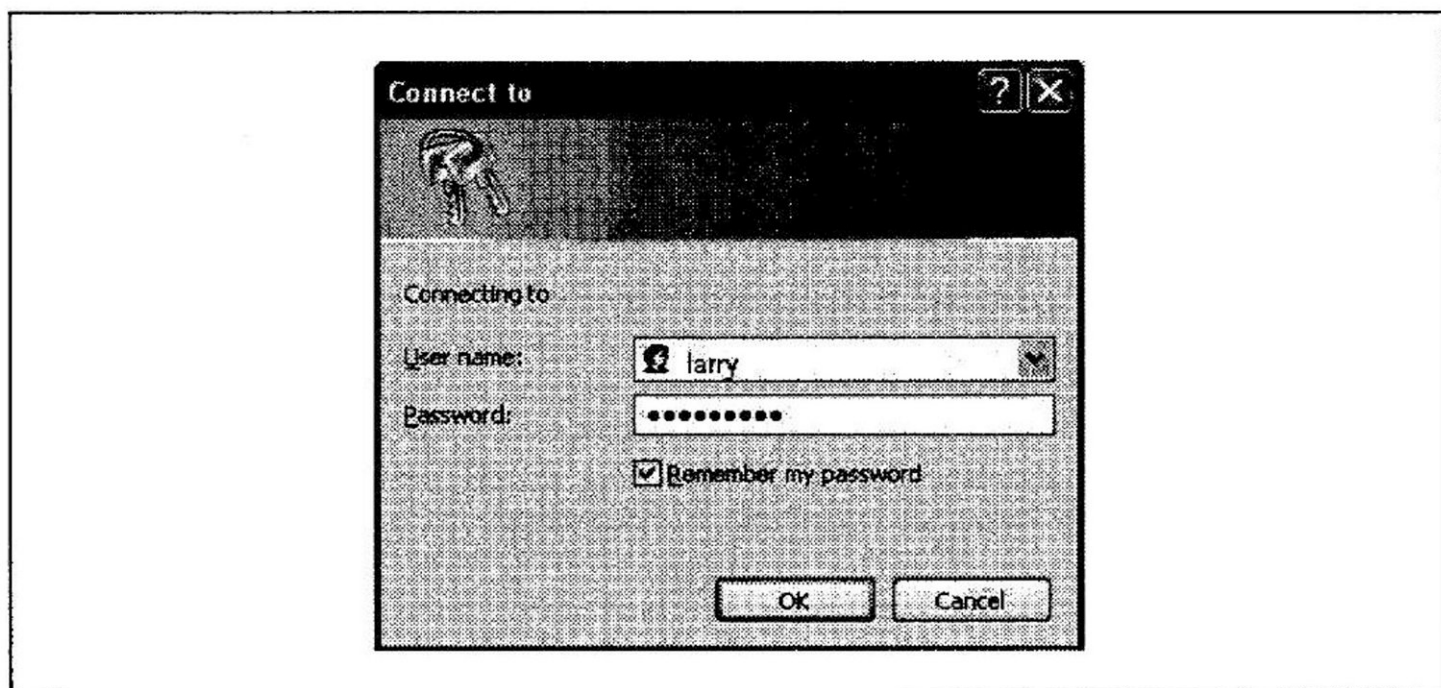 Connect to
Connecting to
User name: larry
Password: •••••••••
Remember my password
OK Cancel